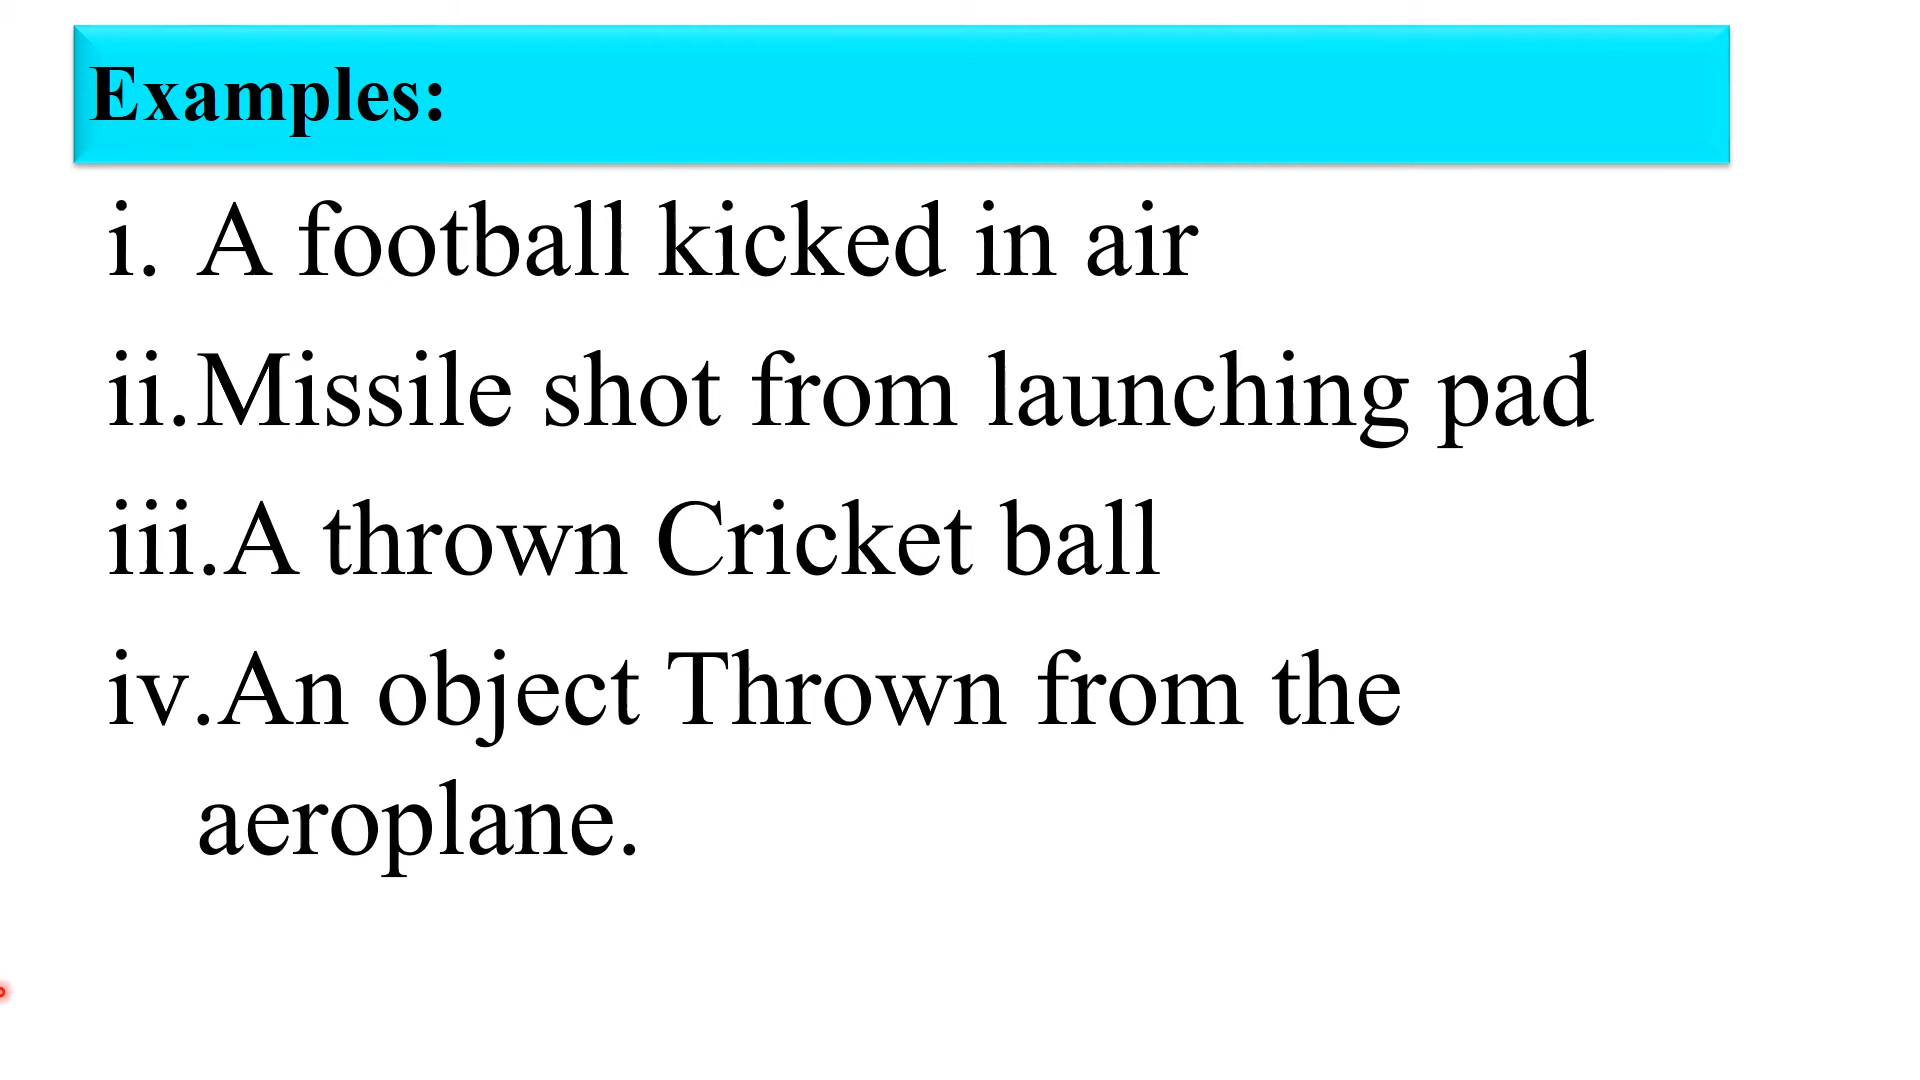 Examples:
i. A football kicked in air
ii.Missile shot from launching pad
iii.A thrown Cricket ball
iv.An object Thrown from the
aeroplane.